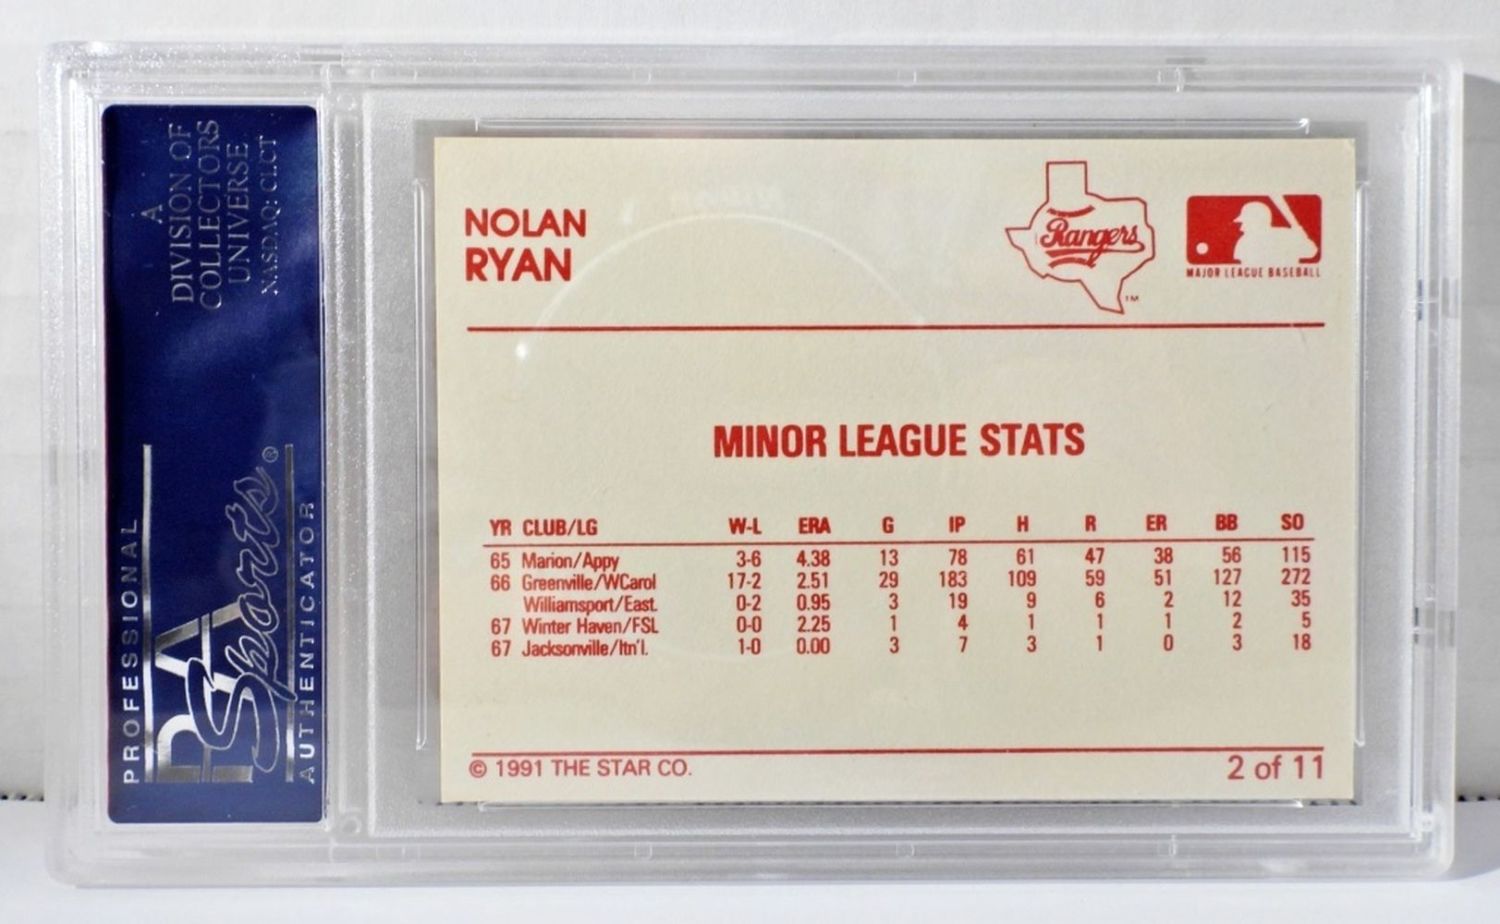 A
DIVISION OF
COLLECTORS
UNIVERSE
NASDAQ: CLCT
PROFESSIONAL
PSA
Sports®
AUTHENTICATOR
NOLAN
RYAN
Rangers
TM
MAJOR LEAGUE BASEBALL
MINOR LEAGUE STATS
YR CLUB/LG W-L ERA G IP H R ER BB SO
65 Marion/Appy 3-6 4.38 13 78 61 47 38 56 115
66 Greenville/WCarol 17-2 2.51 29 183 109 59 51 127 272
Williamsport/East. 0-2 0.95 3 19 9 6 2 12 35
67 Winter Haven/FSL 0-0 2.25 1 4 1 1 1 2 5
67 Jacksonville/Itn'l. 1-0 0.00 3 7 3 1 0 3 18
© 1991 THE STAR CO.
2 of 11